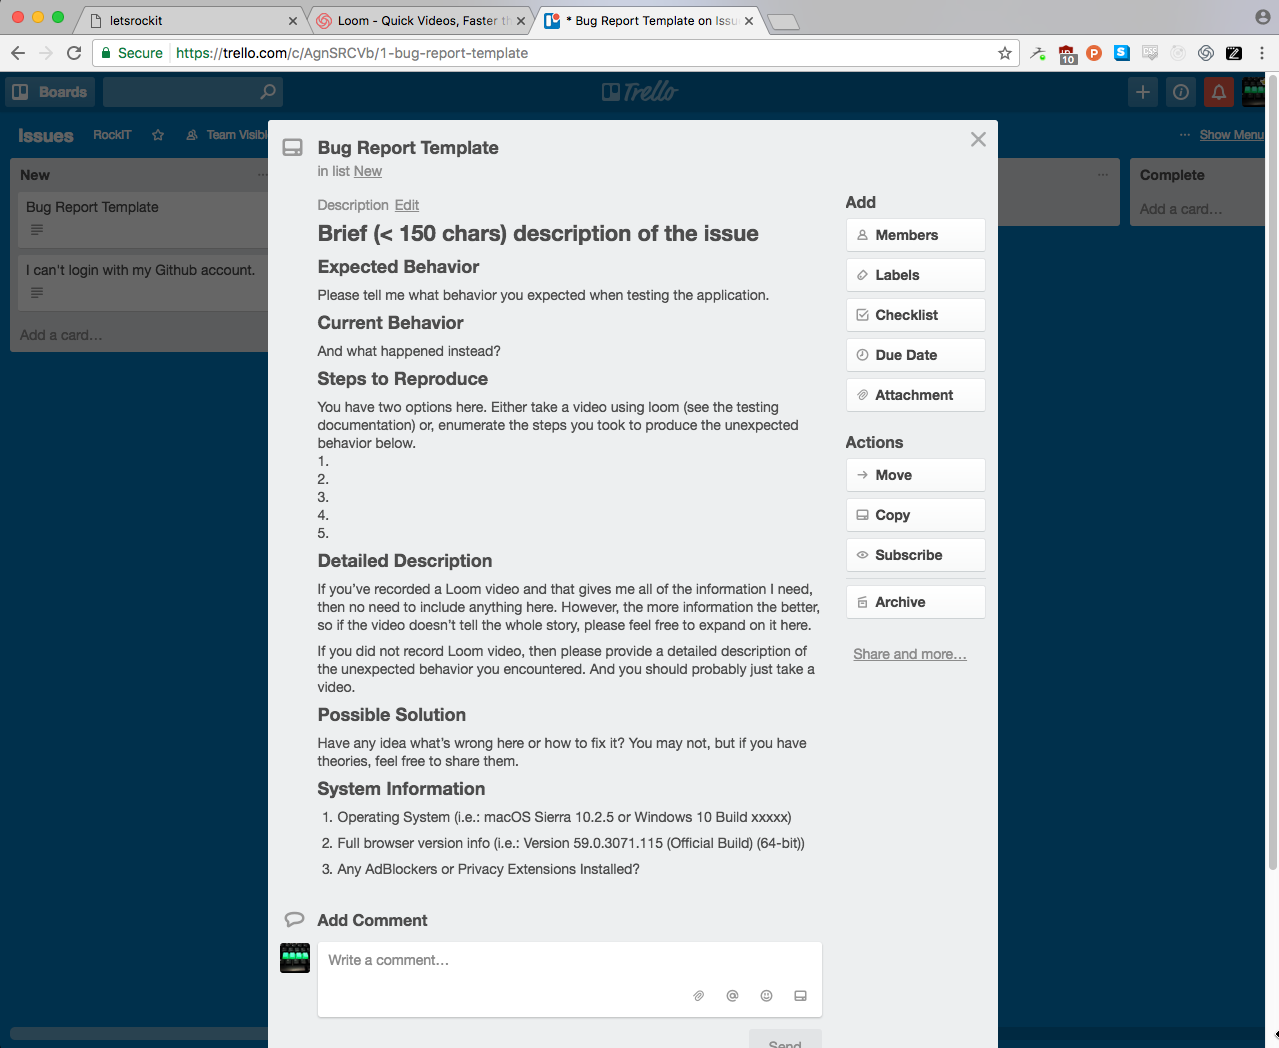 letsrockit
Loom - Quick Videos, Faster th
* Bug Report Template on Issu
Secure
https://trello.com/c/AgnSRCVb/1-bug-report-template
10
Boards
Trello
Issues
RockIT
Team Visibl
Show Menu
New
Bug Report Template
I can't login with my Github account.
Add a card…
Complete
Add a card…
Bug Report Template
in list New
Description Edit
Brief (< 150 chars) description of the issue
Expected Behavior
Please tell me what behavior you expected when testing the application.
Current Behavior
And what happened instead?
Steps to Reproduce
You have two options here. Either take a video using loom (see the testing
documentation) or, enumerate the steps you took to produce the unexpected
behavior below.
1.
2.
3.
4.
5.
Detailed Description
If you’ve recorded a Loom video and that gives me all of the information I need,
then no need to include anything here. However, the more information the better,
so if the video doesn’t tell the whole story, please feel free to expand on it here.
If you did not record Loom video, then please provide a detailed description of
the unexpected behavior you encountered. And you should probably just take a
video.
Possible Solution
Have any idea what’s wrong here or how to fix it? You may not, but if you have
theories, feel free to share them.
System Information
1. Operating System (i.e.: macOS Sierra 10.2.5 or Windows 10 Build xxxxx)
2. Full browser version info (i.e.: Version 59.0.3071.115 (Official Build) (64-bit))
3. Any AdBlockers or Privacy Extensions Installed?
Add Comment
Write a comment…
Send
Add
Members
Labels
Checklist
Due Date
Attachment
Actions
Move
Copy
Subscribe
Archive
Share and more…